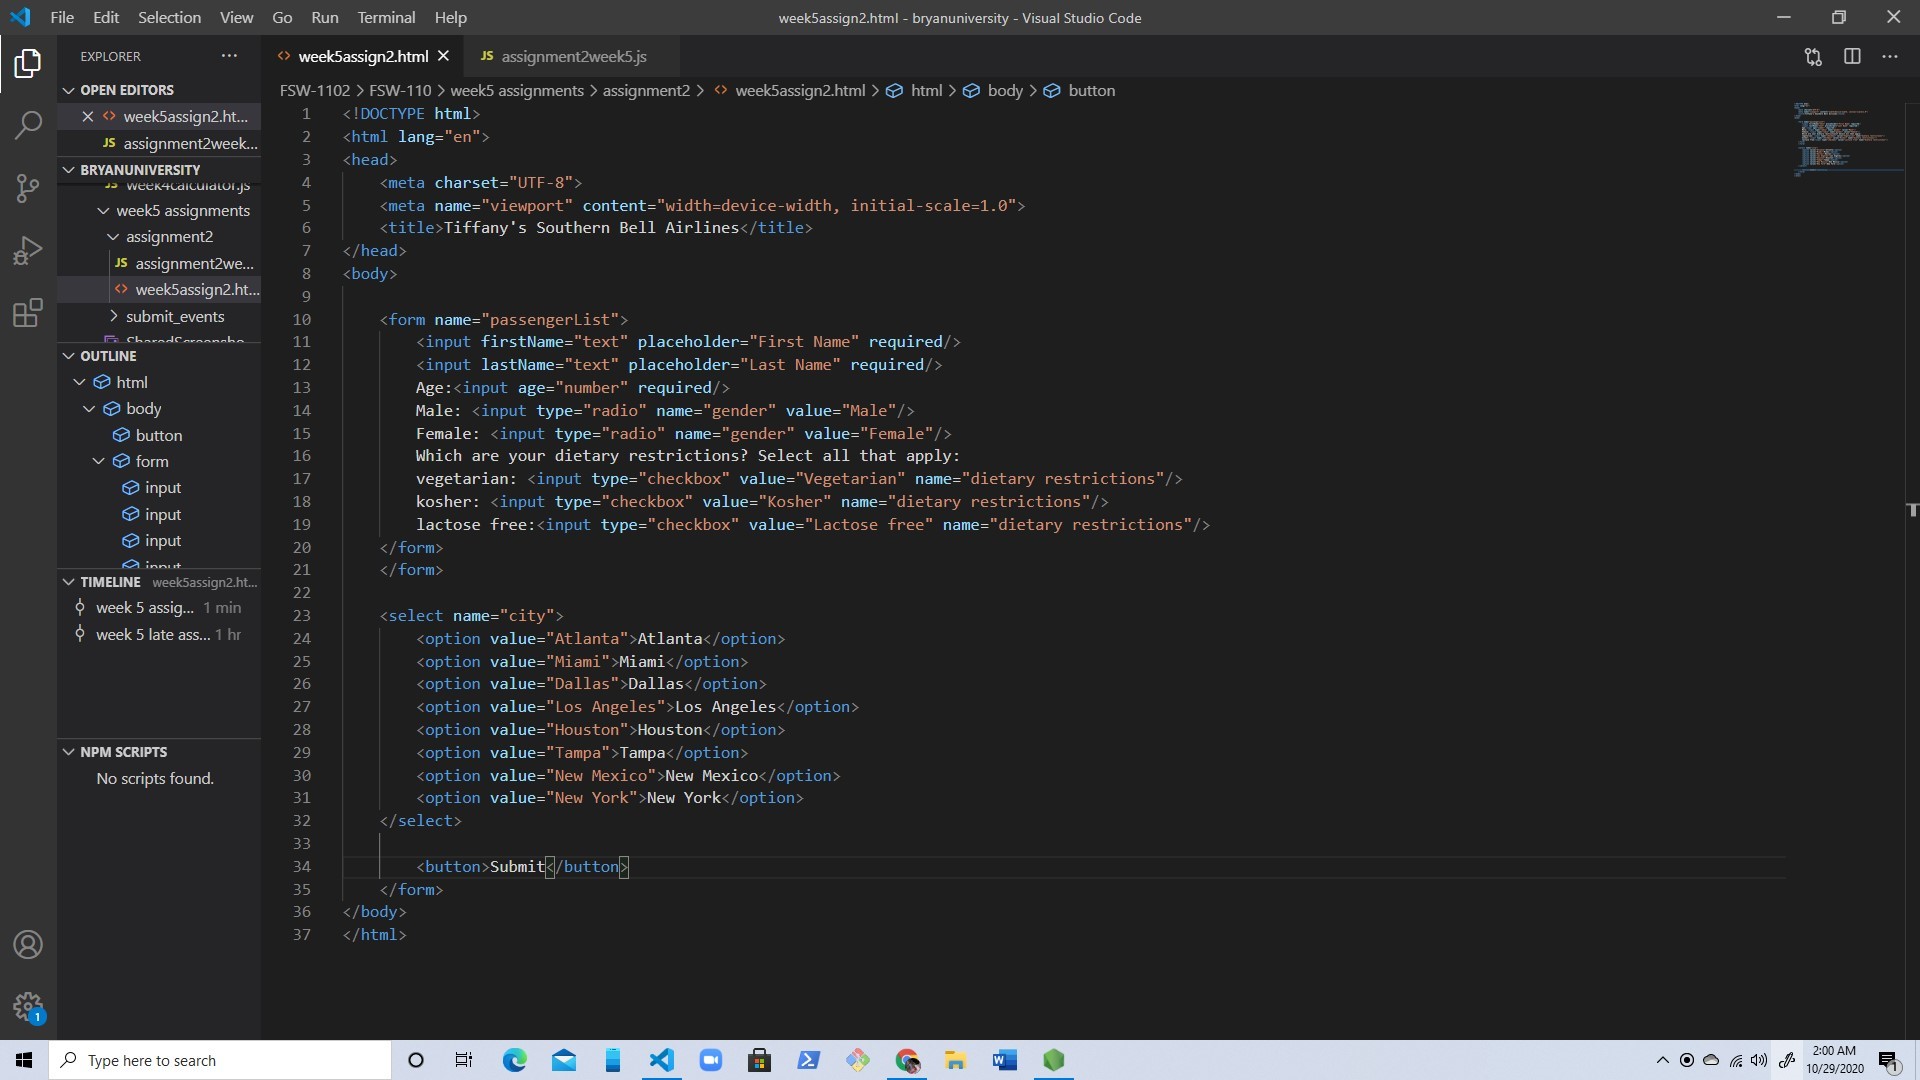 File Edit Selection View Go Run Terminal Help
week5assign2.html - bryanuniversity - Visual Studio Code
EXPLORER
OPEN EDITORS
week5assign2.ht...
JS assignment2week...
BRYANUNIVERSITY
JS week4calculator.js
week5 assignments
assignment2
JS assignment2we...
week5assign2.ht...
submit_events
SharedScreensho
OUTLINE
html
body
button
form
input
input
input
input
TIMELINE week5assign2.ht...
week 5 assig... 1 min
week 5 late ass... 1 hr
NPM SCRIPTS
No scripts found.
1
week5assign2.html
JS assignment2week5.js
FSW-1102 > FSW-110 > week5 assignments > assignment2 > week5assign2.html > html > body > button
1 <!DOCTYPE html>
2 <html lang="en">
3 <head>
4 <meta charset="UTF-8">
5 <meta name="viewport" content="width=device-width, initial-scale=1.0">
6 <title>Tiffany's Southern Bell Airlines</title>
7 </head>
8 <body>
9
10 <form name="passengerList">
11 <input firstName="text" placeholder="First Name" required/>
12 <input lastName="text" placeholder="Last Name" required/>
13 Age:<input age="number" required/>
14 Male: <input type="radio" name="gender" value="Male"/>
15 Female: <input type="radio" name="gender" value="Female"/>
16 Which are your dietary restrictions? Select all that apply:
17 vegetarian: <input type="checkbox" value="Vegetarian" name="dietary restrictions"/>
18 kosher: <input type="checkbox" value="Kosher" name="dietary restrictions"/>
19 lactose free:<input type="checkbox" value="Lactose free" name="dietary restrictions"/>
20 </form>
21 </form>
22
23 <select name="city">
24 <option value="Atlanta">Atlanta</option>
25 <option value="Miami">Miami</option>
26 <option value="Dallas">Dallas</option>
27 <option value="Los Angeles">Los Angeles</option>
28 <option value="Houston">Houston</option>
29 <option value="Tampa">Tampa</option>
30 <option value="New Mexico">New Mexico</option>
31 <option value="New York">New York</option>
32 </select>
33
34 <button>Submit</button>
35 </form>
36 </body>
37 </html>
Type here to search
2:00 AM
10/29/2020
1